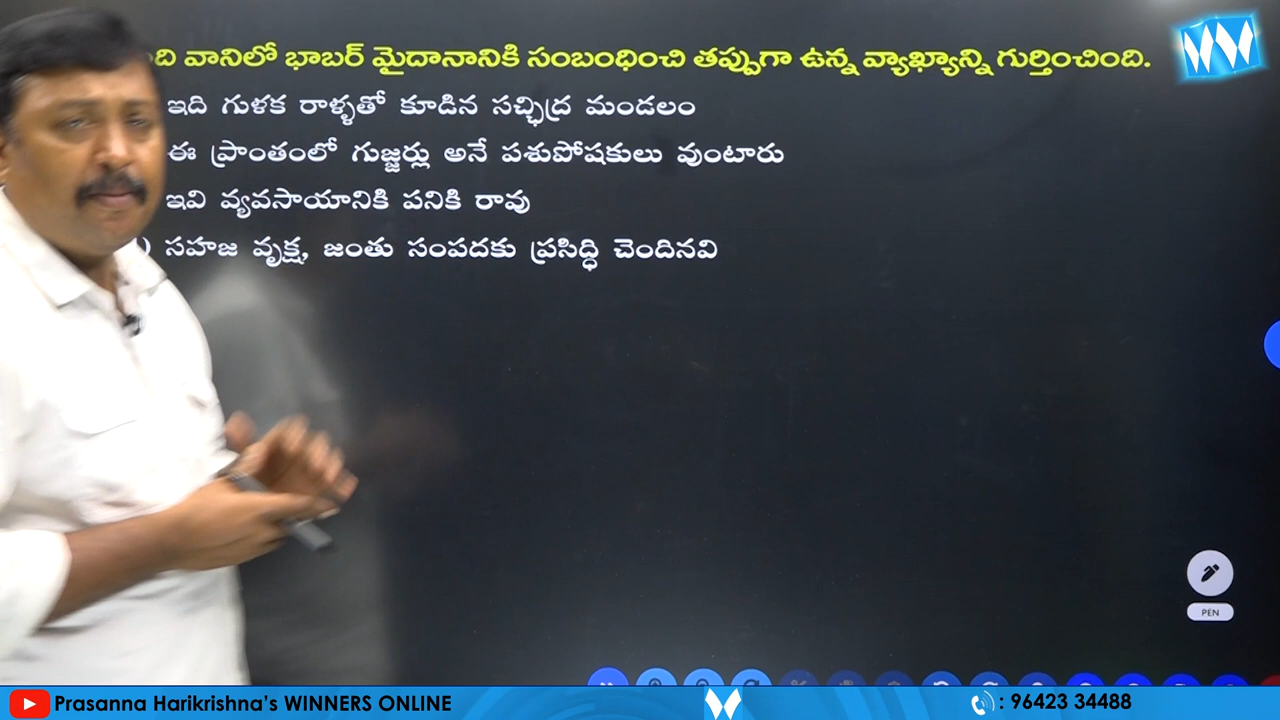 వానిలో భాబర్ మైదానానికి సంబంధించి తప్పుగా ఉన్న వ్యాఖ్యాన్ని గుర్తించింది.
ఇది గుళక రాళ్ళతో కూడిన సచ్ఛిద్ర మండలం
ఈ ప్రాంతంలో గుజ్జర్లు అనే పశుపోషకులు వుంటారు
ఇవి వ్యవసాయానికి పనికి రావు
) సహజ వృక్ష, జంతు సంపదకు ప్రసిద్ధి చెందినవి
PEN
Prasanna Harikrishna's WINNERS ONLINE
: 96423 34488